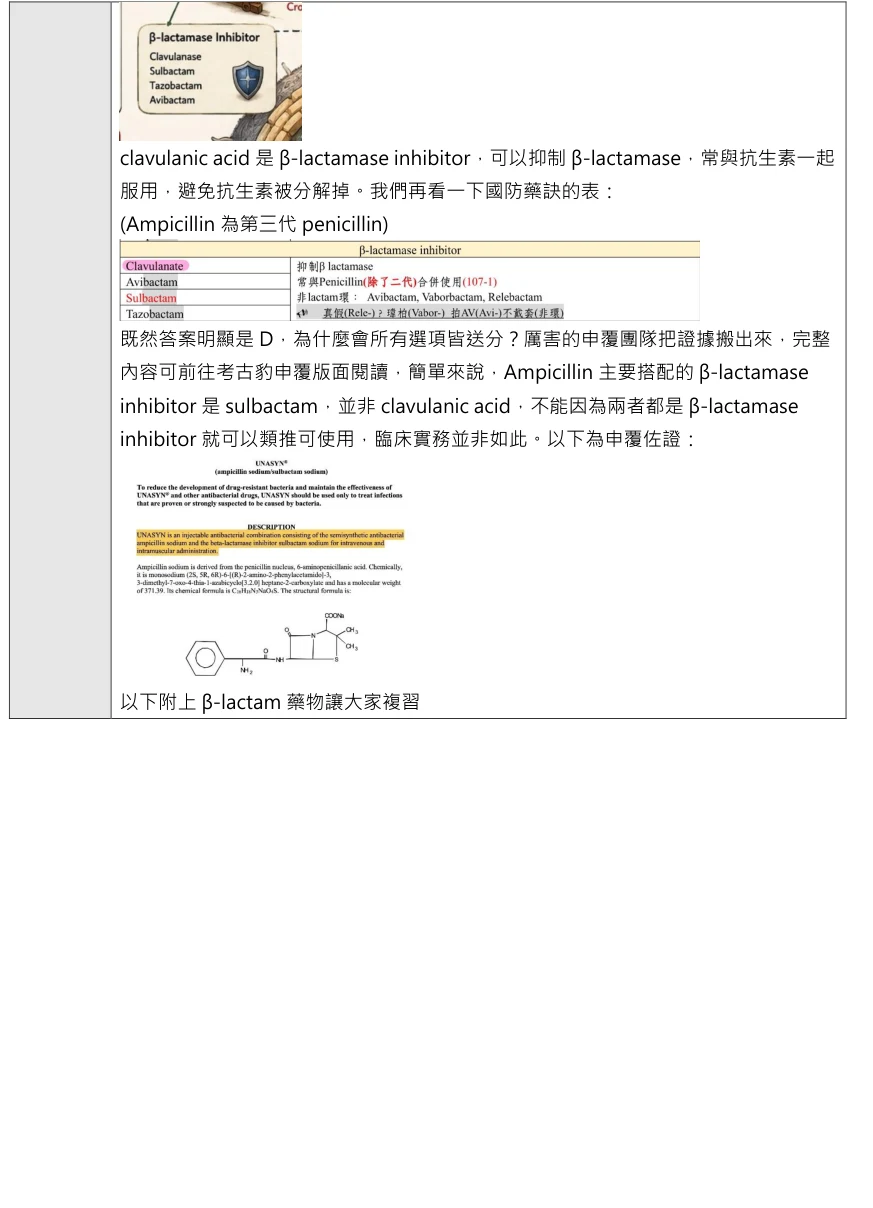 Cro
β-lactamase Inhibitor
Clavulanase
Sulbactam
Tazobactam
Avibactam
clavulanic acid 是 β-lactamase inhibitor，可以抑制 β-lactamase，常與抗生素一起
服用，避免抗生素被分解掉。我們再看一下國防藥訣的表：
(Ampicillin 為第三代 penicillin)
β-lactamase inhibitor
Clavulanate
Avibactam
Sulbactam
Tazobactam
抑制β lactamase
常與Penicillin(除了二代)合併使用(107-1)
非lactam環： Avibactam, Vaborbactam, Relebactam
真假(Rele-)？瓊柏(Vabor-) 拍AV(Avi-)不戴套(非環)
既然答案明顯是 D，為什麼會所有選項皆送分？厲害的申覆團隊把證據搬出來，完整
內容可前往考古豹申覆版面閱讀，簡單來說，Ampicillin 主要搭配的 β-lactamase
inhibitor 是 sulbactam，並非 clavulanic acid，不能因為兩者都是 β-lactamase
inhibitor 就可以類推可使用，臨床實務並非如此。以下為申覆佐證：
UNASYN®
(ampicillin sodium/sulbactam sodium)
To reduce the development of drug-resistant bacteria and maintain the effectiveness of
UNASYN® and other antibacterial drugs, UNASYN should be used only to treat infections
that are proven or strongly suspected to be caused by bacteria.
DESCRIPTION
UNASYN is an injectable antibacterial combination consisting of the semisynthetic antibacterial
ampicillin sodium and the beta-lactamase inhibitor sulbactam sodium for intravenous and
intramuscular administration.
Ampicillin sodium is derived from the penicillin nucleus, 6-aminopenicillanic acid. Chemically,
it is monosodium (2S, 5R, 6R)-6-[(R)-2-amino-2-phenylacetamido]-3,
3-dimethyl-7-oxo-4-thia-1-azabicyclo[3.2.0] heptane-2-carboxylate and has a molecular weight
of 371.39. Its chemical formula is C₁₆H₁₈N₃NaO₄S. The structural formula is:
COONa
O
N
CH₃
CH₃
O
NH
S
NH₂
以下附上 β-lactam 藥物讓大家複習